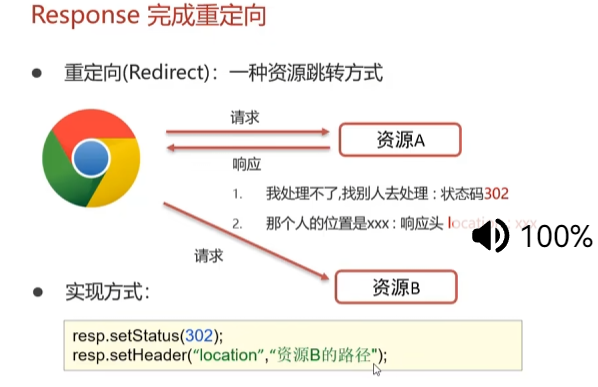 Response 完成重定向
● 重定向(Redirect)：一种资源跳转方式
请求
资源A
响应
1. 我处理不了,找别人去处理 : 状态码302
2. 那个人的位置是xxx : 响应头 location : xxx
100%
请求
资源B
● 实现方式：
resp.setStatus(302);
resp.setHeader(“location”,“资源B的路径");